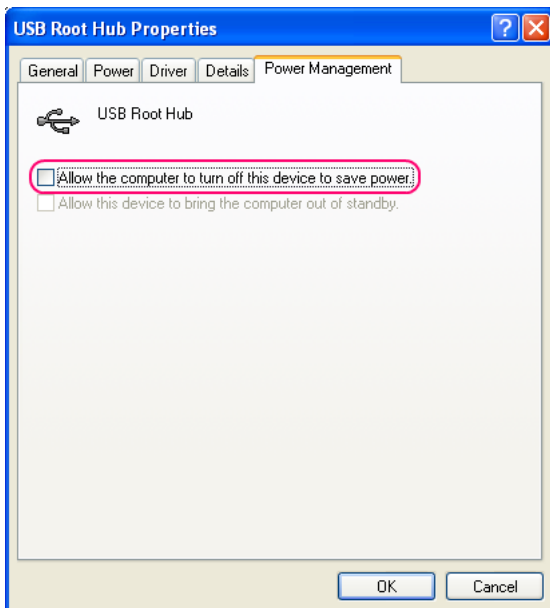 USB Root Hub Properties
General Power Driver Details Power Management
USB Root Hub
Allow the computer to turn off this device to save power.
Allow this device to bring the computer out of standby.
OK Cancel